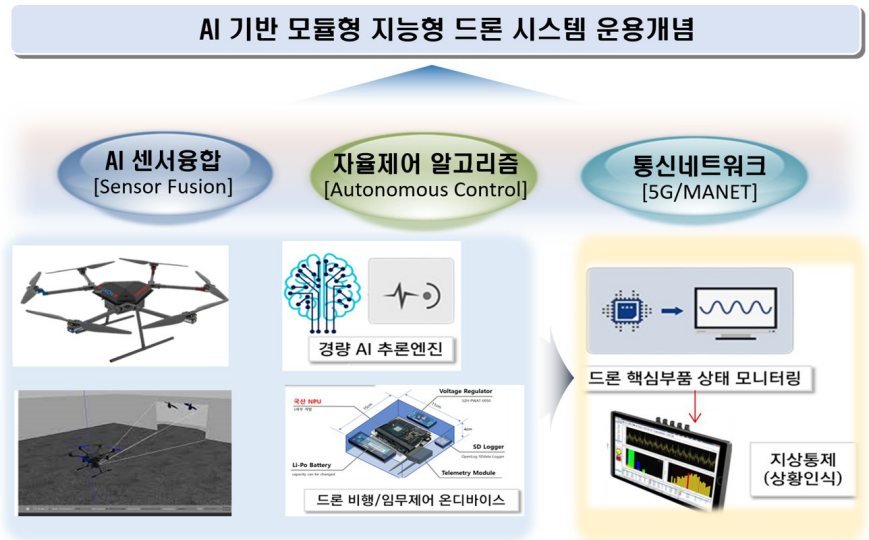 AI 기반 모듈형 지능형 드론 시스템 운용개념
AI 센서융합
[Sensor Fusion]
자율제어 알고리즘
[Autonomous Control]
통신네트워크
[5G/MANET]
경량 AI 추론엔진
국산 NPU
Voltage Regulator
SD Logger
Li-Po Battery
capacity can be changed
Telemetry Module
드론 비행/임무제어 온디바이스
드론 핵심부품 상태 모니터링
지상통제
(상황인식)